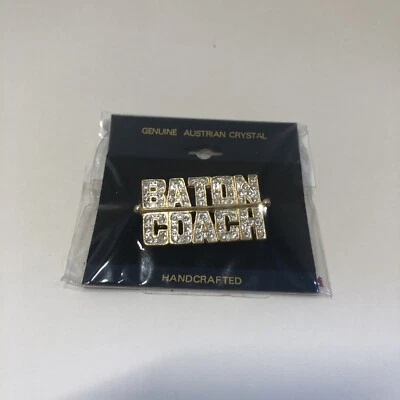 GENUINE AUSTRIAN CRYSTAL
BATON
COACH
HANDCRAFTED